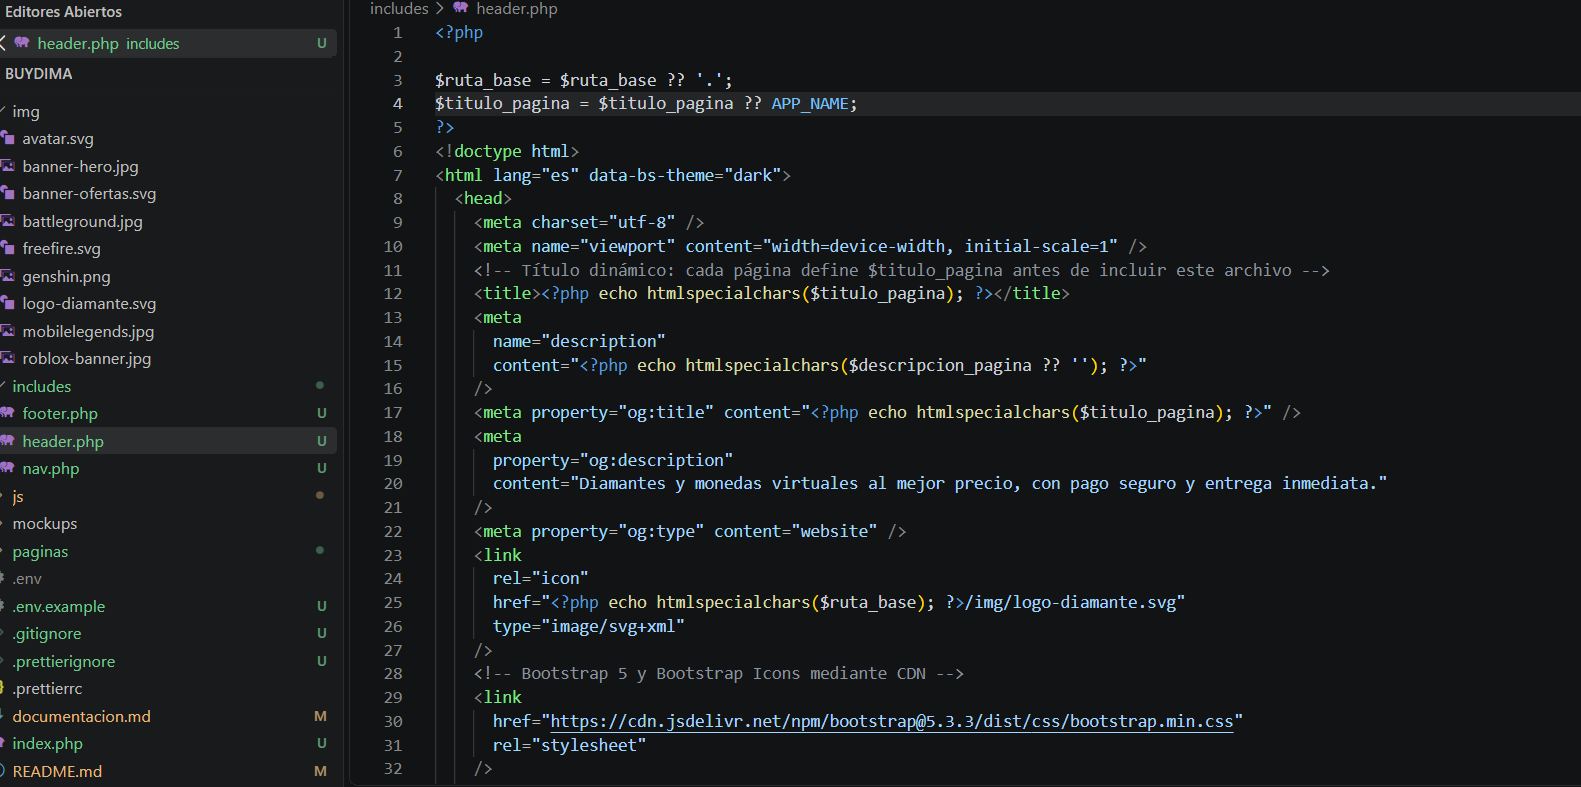 Editores Abiertos
header.php includes U
BUYDIMA
img
avatar.svg
banner-hero.jpg
banner-ofertas.svg
battleground.jpg
freefire.svg
genshin.png
logo-diamante.svg
mobilelegends.jpg
roblox-banner.jpg
includes
footer.php U
header.php U
nav.php U
js
mockups
paginas
.env
.env.example U
.gitignore U
.prettierignore U
.prettierrc
documentacion.md M
index.php U
README.md M
includes > header.php
1 <?php
2
3 $ruta_base = $ruta_base ?? '.';
4 $titulo_pagina = $titulo_pagina ?? APP_NAME;
5 ?>
6 <!doctype html>
7 <html lang="es" data-bs-theme="dark">
8 <head>
9 <meta charset="utf-8" />
10 <meta name="viewport" content="width=device-width, initial-scale=1" />
11 <!-- Título dinámico: cada página define $titulo_pagina antes de incluir este archivo -->
12 <title><?php echo htmlspecialchars($titulo_pagina); ?></title>
13 <meta
14 name="description"
15 content="<?php echo htmlspecialchars($descripcion_pagina ?? ''); ?>"
16 />
17 <meta property="og:title" content="<?php echo htmlspecialchars($titulo_pagina); ?>" />
18 <meta
19 property="og:description"
20 content="Diamantes y monedas virtuales al mejor precio, con pago seguro y entrega inmediata."
21 />
22 <meta property="og:type" content="website" />
23 <link
24 rel="icon"
25 href="<?php echo htmlspecialchars($ruta_base); ?>/img/logo-diamante.svg"
26 type="image/svg+xml"
27 />
28 <!-- Bootstrap 5 y Bootstrap Icons mediante CDN -->
29 <link
30 href="https://cdn.jsdelivr.net/npm/bootstrap@5.3.3/dist/css/bootstrap.min.css"
31 rel="stylesheet"
32 />